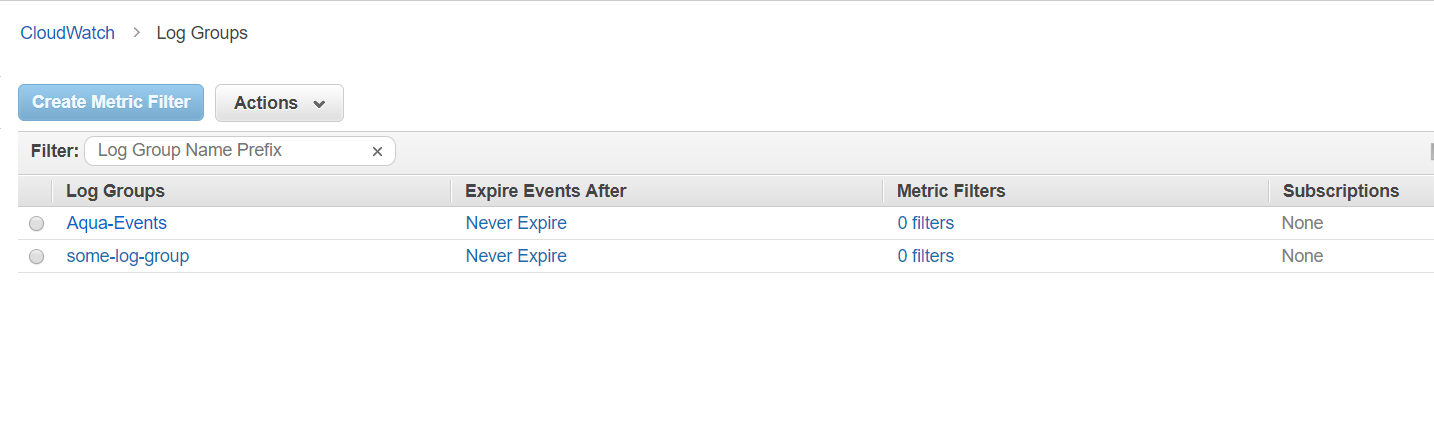 CloudWatch > Log Groups
Create Metric Filter Actions
Filter: Log Group Name Prefix ×
Log Groups Expire Events After Metric Filters Subscriptions
Aqua-Events Never Expire 0 filters None
some-log-group Never Expire 0 filters None